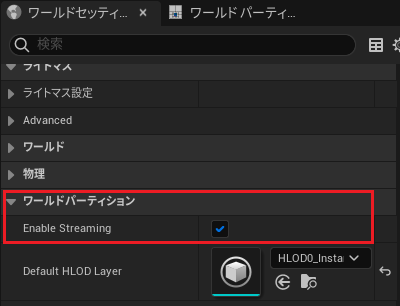 ワールドセッティ...
ワールド パーティ...
検索
ライトマス
ライトマス設定
Advanced
ワールド
物理
ワールドパーティション
Enable Streaming
Default HLOD Layer
HLOD0_Insta